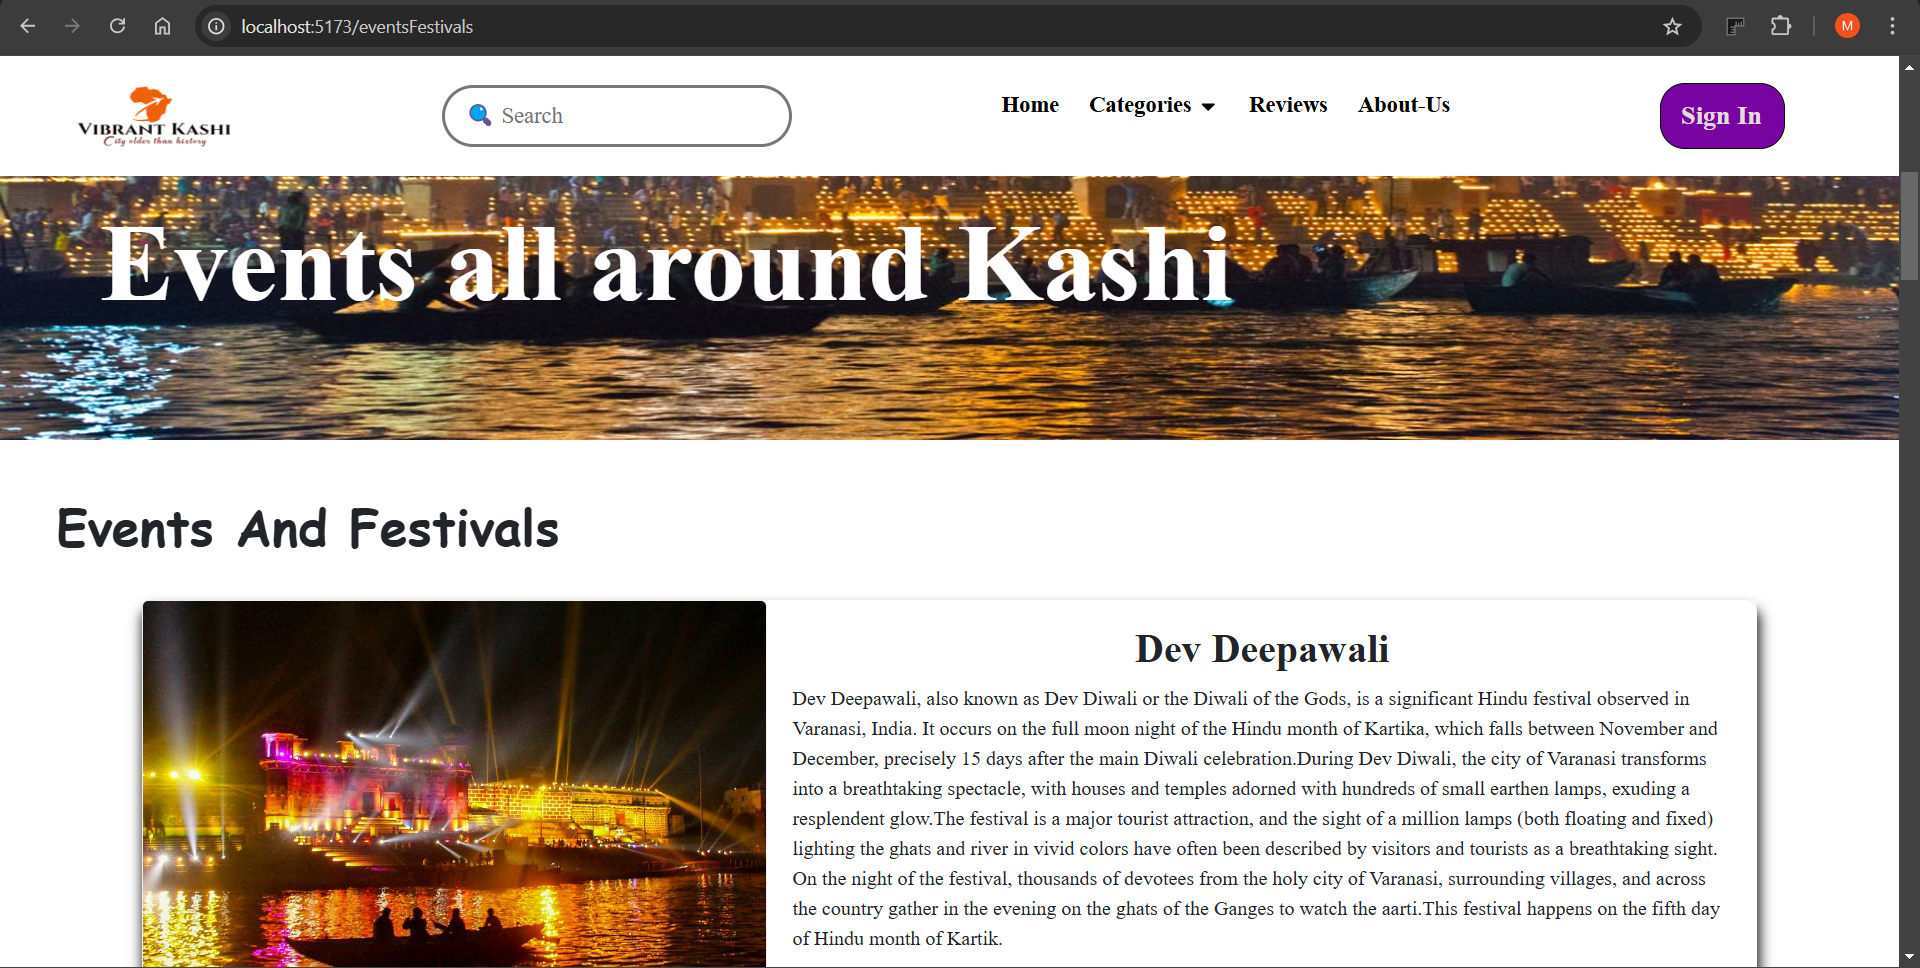 localhost:5173/eventsFestivals
M
VIBRANT KASHI
City older than history
Search
Home
Categories
Reviews
About-Us
Sign In
Events all around Kashi
Events And Festivals
Dev Deepawali
Dev Deepawali, also known as Dev Diwali or the Diwali of the Gods, is a significant Hindu festival observed in
Varanasi, India. It occurs on the full moon night of the Hindu month of Kartika, which falls between November and
December, precisely 15 days after the main Diwali celebration.During Dev Diwali, the city of Varanasi transforms
into a breathtaking spectacle, with houses and temples adorned with hundreds of small earthen lamps, exuding a
resplendent glow.The festival is a major tourist attraction, and the sight of a million lamps (both floating and fixed)
lighting the ghats and river in vivid colors have often been described by visitors and tourists as a breathtaking sight.
On the night of the festival, thousands of devotees from the holy city of Varanasi, surrounding villages, and across
the country gather in the evening on the ghats of the Ganges to watch the aarti.This festival happens on the fifth day
of Hindu month of Kartik.